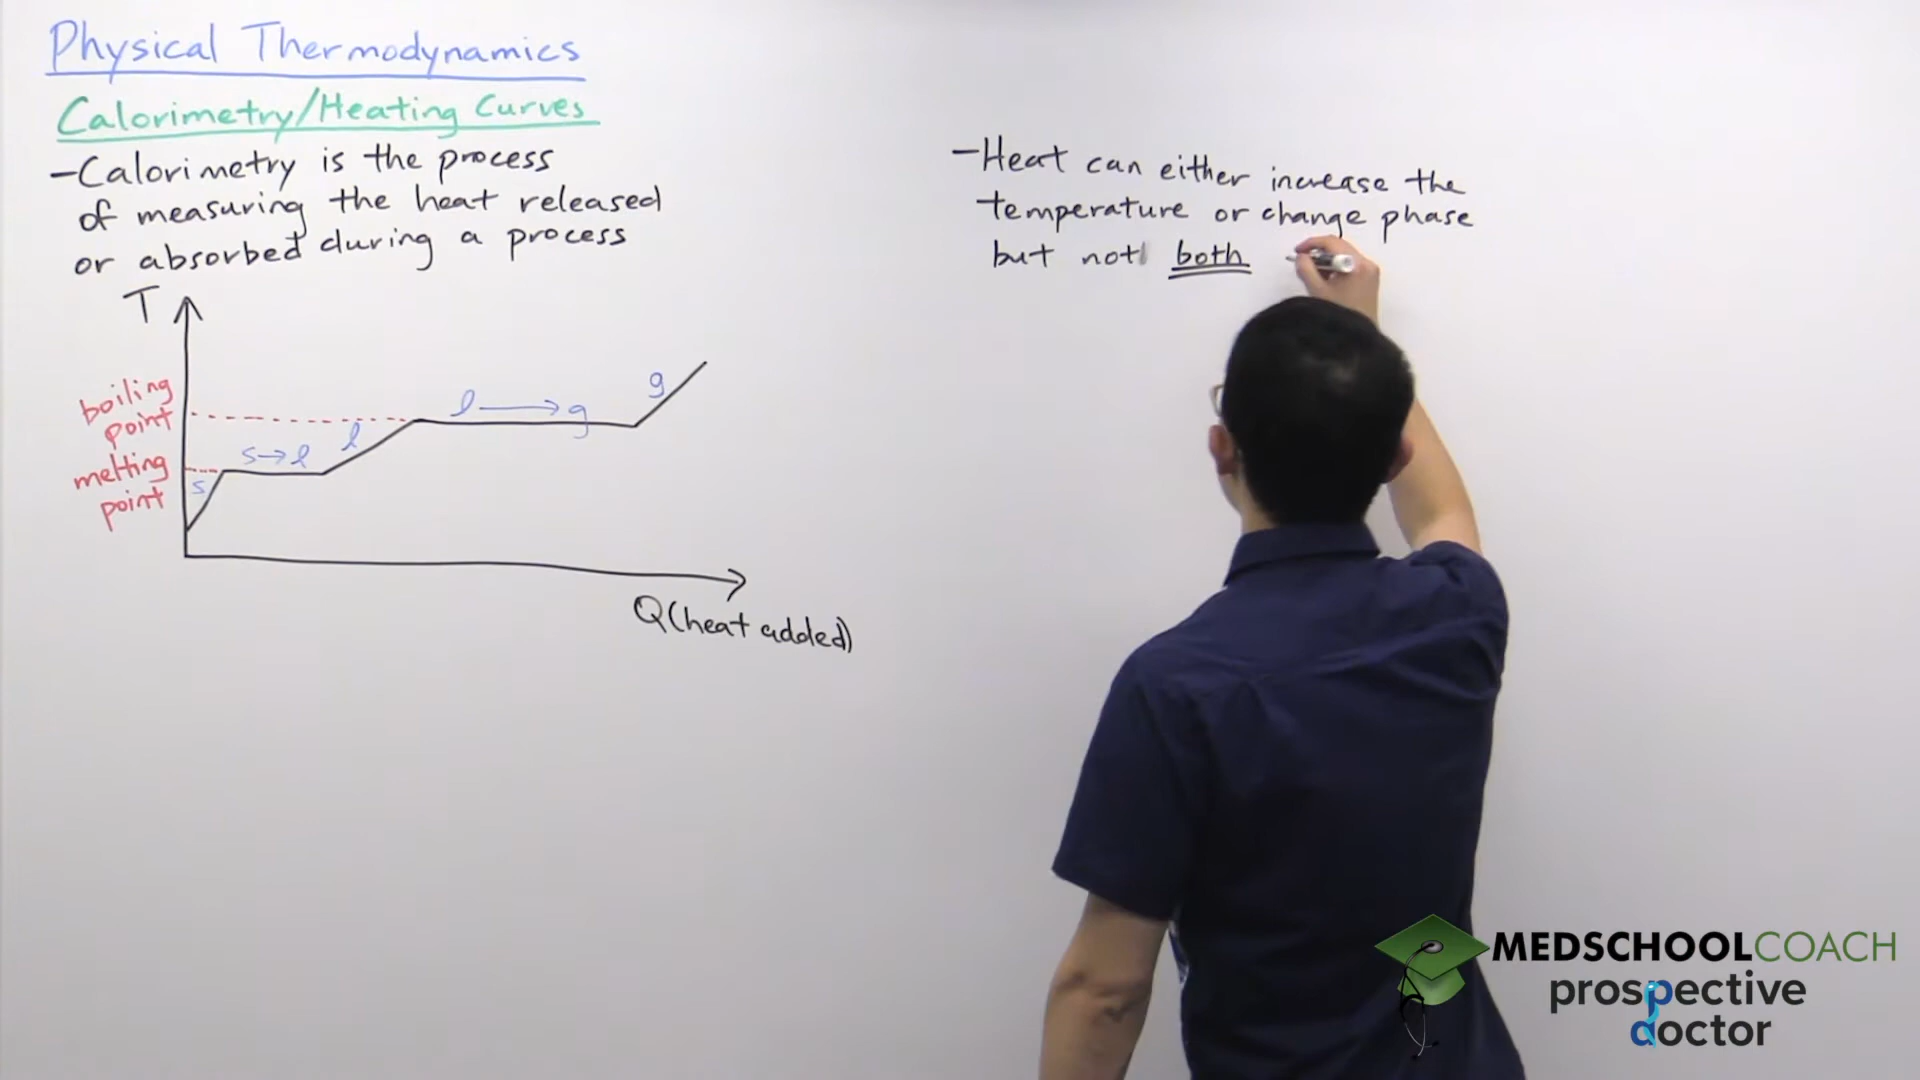 Physical Thermodynamics
Calorimetry/Heating Curves
-Calorimetry is the process
of measuring the heat released
or absorbed during a process
T
boiling
point
melting
point
s
s→l
l
l→g
g
Q(heat added)
-Heat can either increase the
temperature or change phase
but not both
MEDSCHOOLCOACH
prospective
doctor